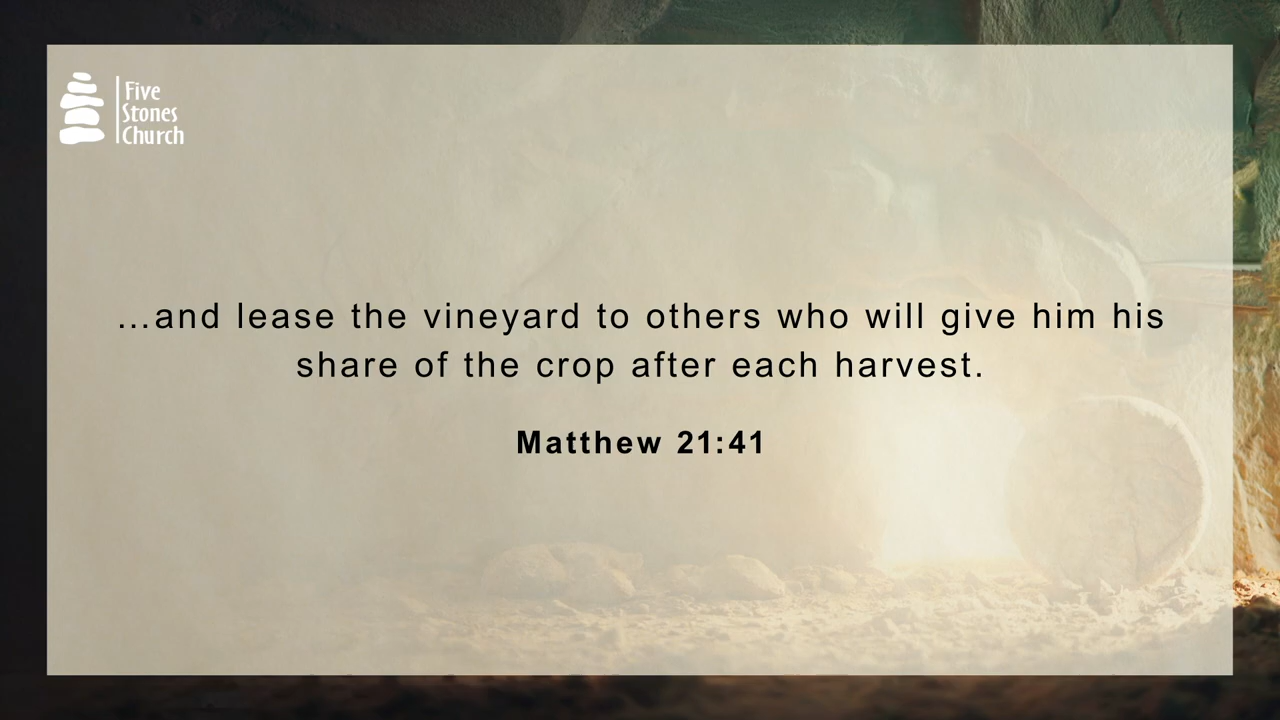 Five
Stones
Church
...and lease the vineyard to others who will give him his
share of the crop after each harvest.
Matthew 21:41